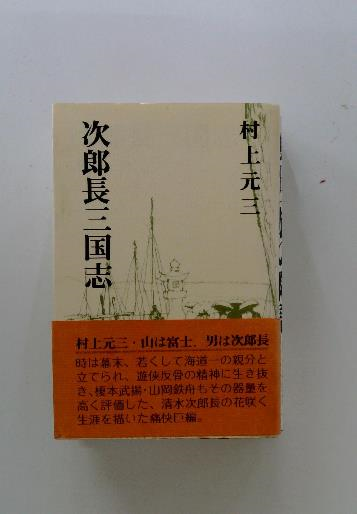 村上元三
次郎長三国志
村上元三・山は富士、男は次郎長
時は幕末、若くして海道一の親分と
立てられ、遊侠反骨の精神に生き抜
き、榎本武揚・山岡鉄舟もその器量を
高く評価した、清水次郎長の花咲く
生涯を描いた痛快巨編。